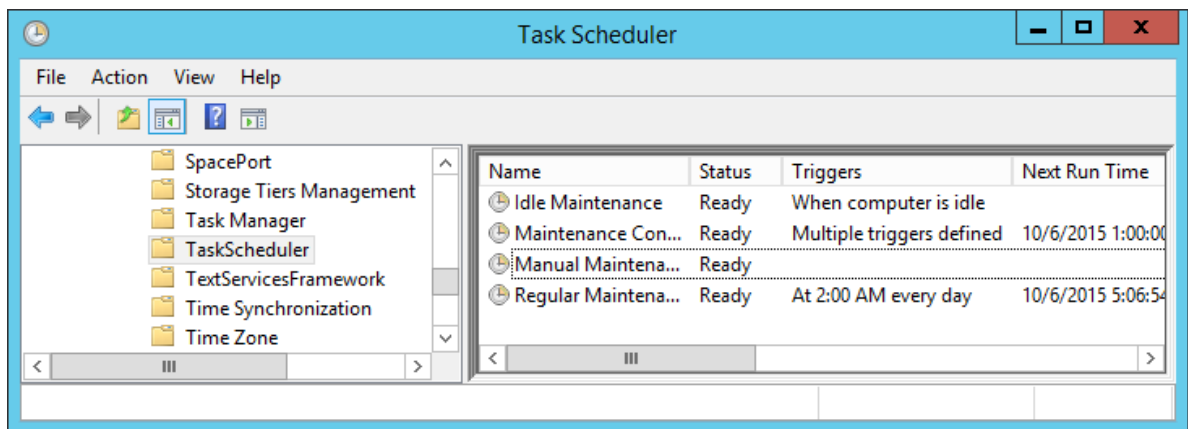 Task Scheduler
File Action View Help
SpacePort
Storage Tiers Management
Task Manager
TaskScheduler
TextServicesFramework
Time Synchronization
Time Zone
Name Status Triggers Next Run Time
Idle Maintenance Ready When computer is idle
Maintenance Con... Ready Multiple triggers defined 10/6/2015 1:00:00
Manual Maintena... Ready
Regular Maintena... Ready At 2:00 AM every day 10/6/2015 5:06:54